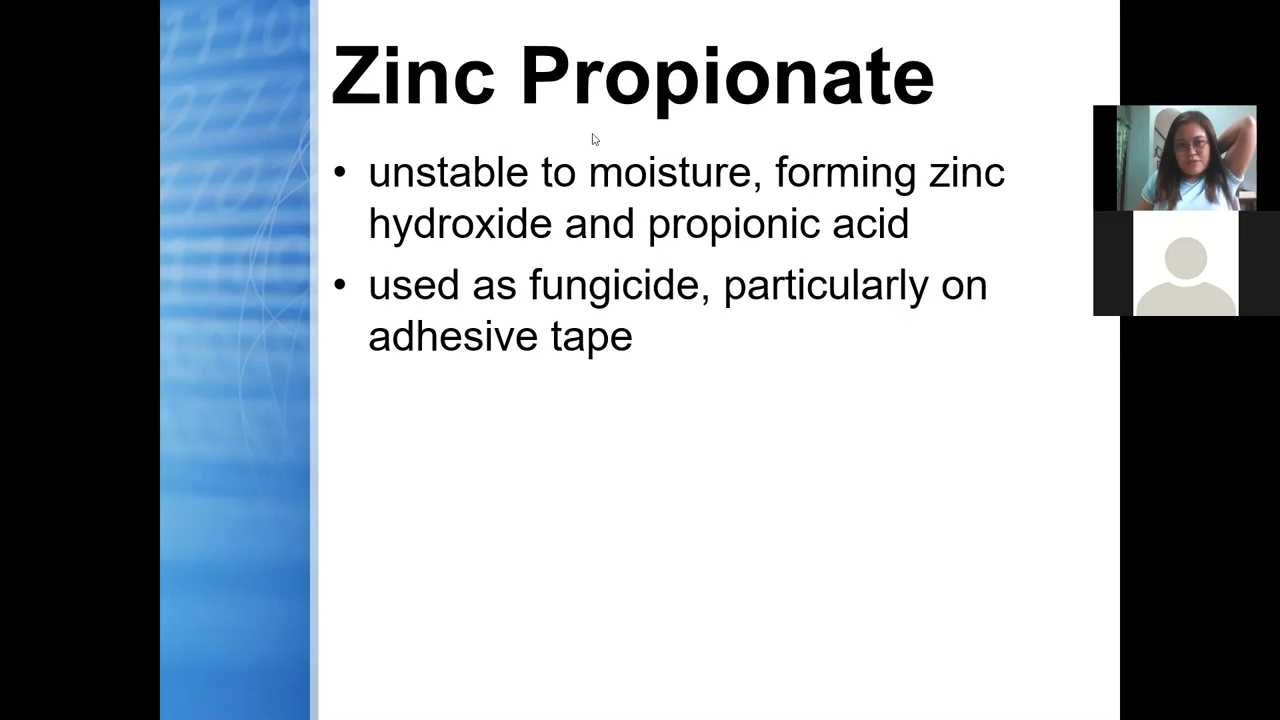 Zinc Propionate
• unstable to moisture, forming zinc
hydroxide and propionic acid
• used as fungicide, particularly on
adhesive tape